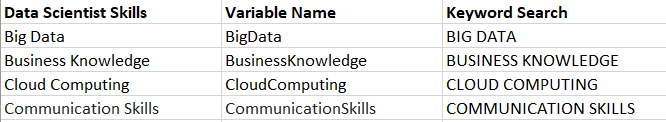 Data Scientist Skills Variable Name Keyword Search
Big Data BigData BIG DATA
Business Knowledge BusinessKnowledge BUSINESS KNOWLEDGE
Cloud Computing CloudComputing CLOUD COMPUTING
Communication Skills CommunicationSkills COMMUNICATION SKILLS